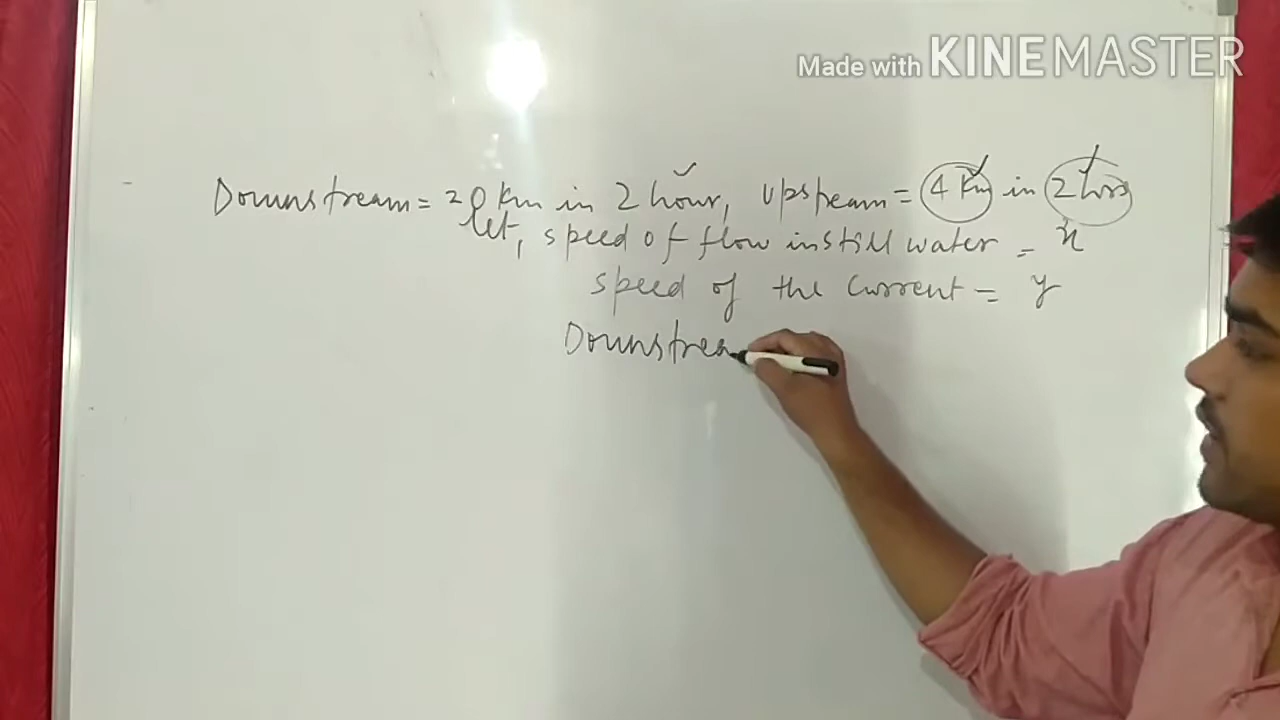 Made with KINEMASTER
Downstream = 20 km in 2 hour, upstream = 4 km in 2 hrs
let, speed of flow in still water = x
speed of the current = y
Downstrea